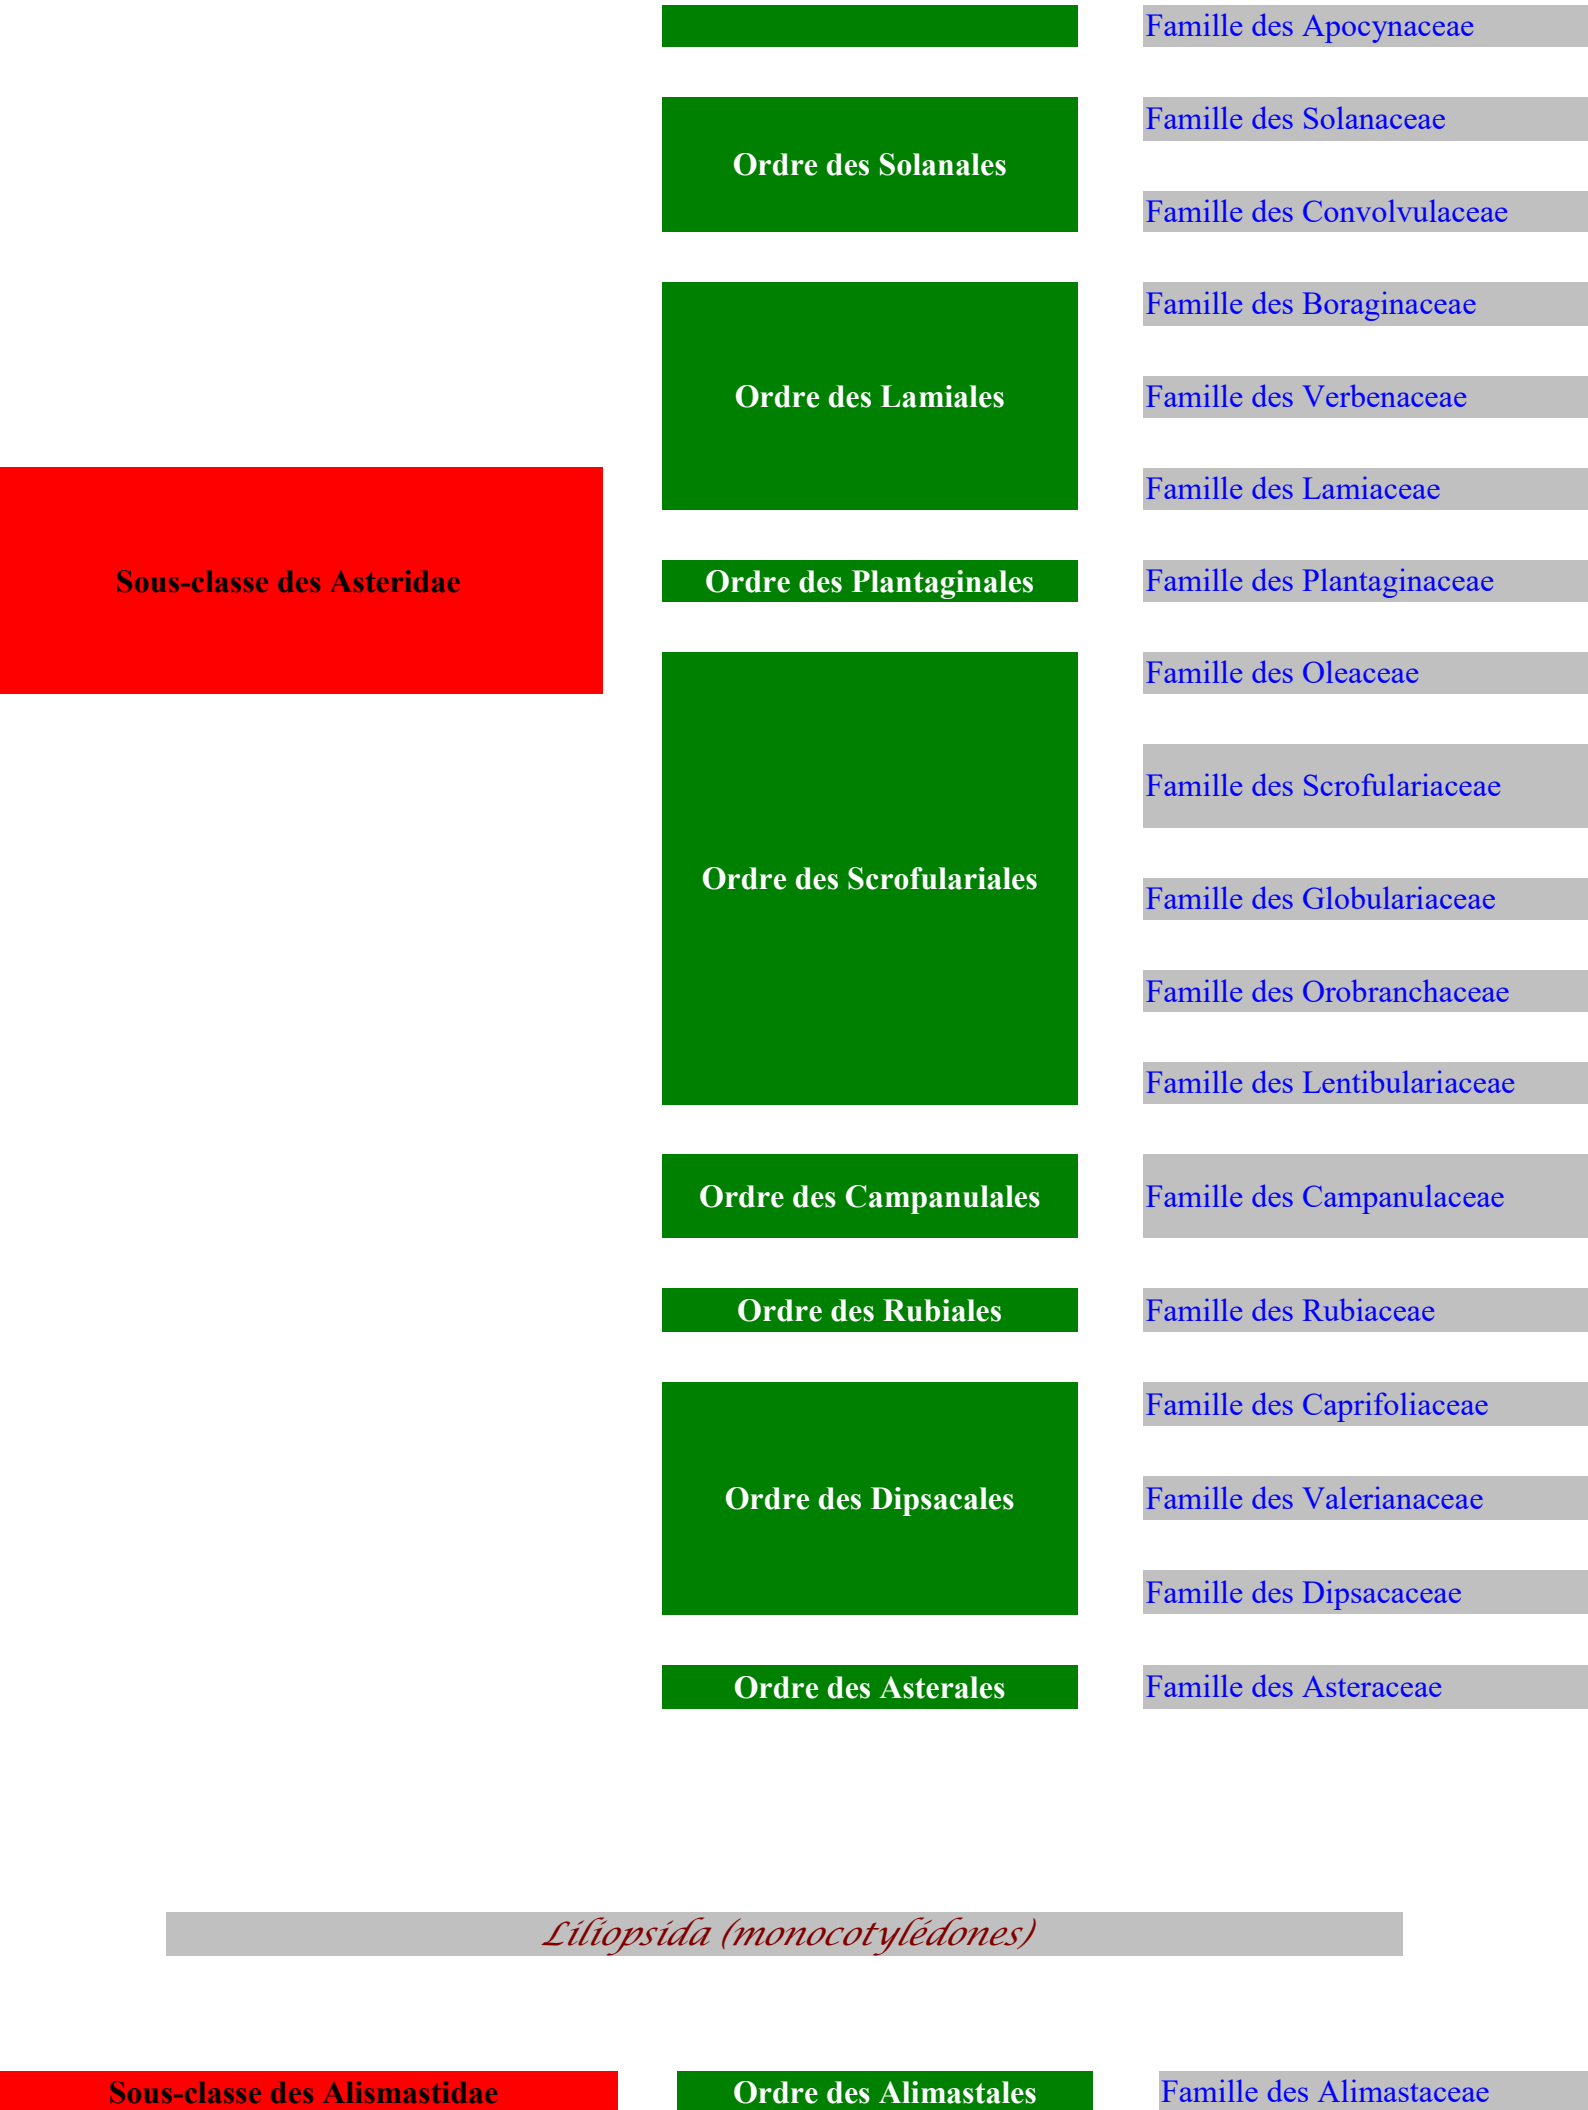 Famille des Apocynaceae
Ordre des Solanales
Famille des Solanaceae
Famille des Convolvulaceae
Ordre des Lamiales
Famille des Boraginaceae
Famille des Verbenaceae
Famille des Lamiaceae
Sous-classe des Asteridae
Ordre des Plantaginales
Famille des Plantaginaceae
Ordre des Scrofulariales
Famille des Oleaceae
Famille des Scrofulariaceae
Famille des Globulariaceae
Famille des Orobranchaceae
Famille des Lentibulariaceae
Ordre des Campanulales
Famille des Campanulaceae
Ordre des Rubiales
Famille des Rubiaceae
Ordre des Dipsacales
Famille des Caprifoliaceae
Famille des Valerianaceae
Famille des Dipsacaceae
Ordre des Asterales
Famille des Asteraceae
Liliopsida (monocotylédones)
Sous-classe des Alismastidae
Ordre des Alimastales
Famille des Alimastaceae